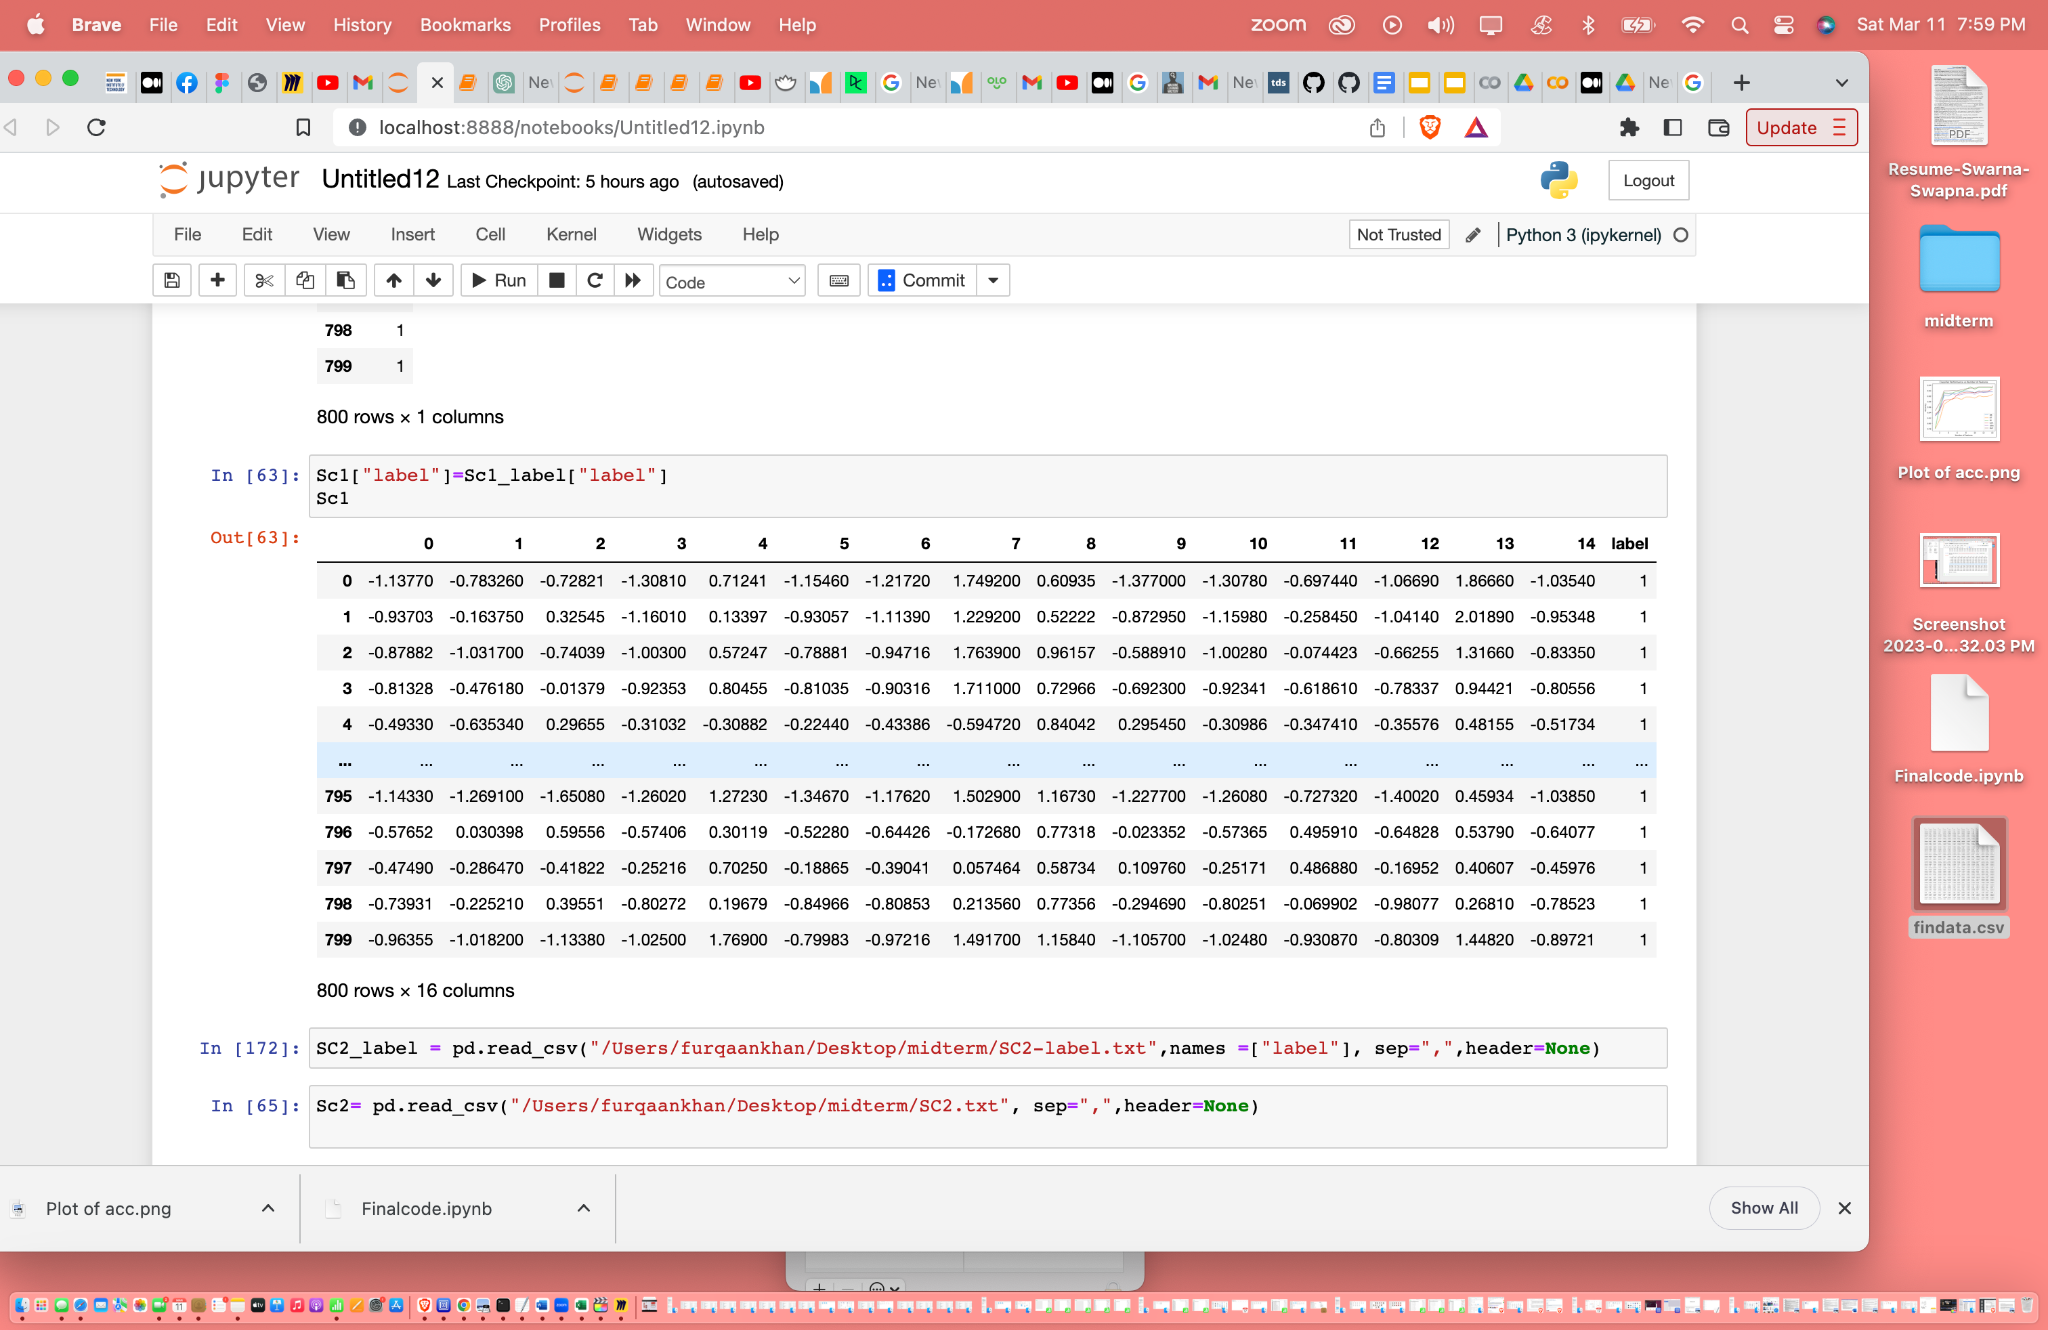 Brave File Edit View History Bookmarks Profiles Tab Window Help zoom Sat Mar 11 7:59 PM
New New New tds New
localhost:8888/notebooks/Untitled12.ipynb Update
jupyter Untitled12 Last Checkpoint: 5 hours ago (autosaved) Logout
File Edit View Insert Cell Kernel Widgets Help Not Trusted Python 3 (ipykernel)
Run Code Commit
798 1
799 1
800 rows × 1 columns
In [63]: Sc1["label"]=Sc1_label["label"]
Sc1
Out[63]:
0 1 2 3 4 5 6 7 8 9 10 11 12 13 14 label
0 -1.13770 -0.783260 -0.72821 -1.30810 0.71241 -1.15460 -1.21720 1.749200 0.60935 -1.377000 -1.30780 -0.697440 -1.06690 1.86660 -1.03540 1
1 -0.93703 -0.163750 0.32545 -1.16010 0.13397 -0.93057 -1.11390 1.229200 0.52222 -0.872950 -1.15980 -0.258450 -1.04140 2.01890 -0.95348 1
2 -0.87882 -1.031700 -0.74039 -1.00300 0.57247 -0.78881 -0.94716 1.763900 0.96157 -0.588910 -1.00280 -0.074423 -0.66255 1.31660 -0.83350 1
3 -0.81328 -0.476180 -0.01379 -0.92353 0.80455 -0.81035 -0.90316 1.711000 0.72966 -0.692300 -0.92341 -0.618610 -0.78337 0.94421 -0.80556 1
4 -0.49330 -0.635340 0.29655 -0.31032 -0.30882 -0.22440 -0.43386 -0.594720 0.84042 0.295450 -0.30986 -0.347410 -0.35576 0.48155 -0.51734 1
... ... ... ... ... ... ... ... ... ... ... ... ... ... ... ... ...
795 -1.14330 -1.269100 -1.65080 -1.26020 1.27230 -1.34670 -1.17620 1.502900 1.16730 -1.227700 -1.26080 -0.727320 -1.40020 0.45934 -1.03850 1
796 -0.57652 0.030398 0.59556 -0.57406 0.30119 -0.52280 -0.64426 -0.172680 0.77318 -0.023352 -0.57365 0.495910 -0.64828 0.53790 -0.64077 1
797 -0.47490 -0.286470 -0.41822 -0.25216 0.70250 -0.18865 -0.39041 0.057464 0.58734 0.109760 -0.25171 0.486880 -0.16952 0.40607 -0.45976 1
798 -0.73931 -0.225210 0.39551 -0.80272 0.19679 -0.84966 -0.80853 0.213560 0.77356 -0.294690 -0.80251 -0.069902 -0.98077 0.26810 -0.78523 1
799 -0.96355 -1.018200 -1.13380 -1.02500 1.76900 -0.79983 -0.97216 1.491700 1.15840 -1.105700 -1.02480 -0.930870 -0.80309 1.44820 -0.89721 1
800 rows × 16 columns
In [172]: SC2_label = pd.read_csv("/Users/furqaankhan/Desktop/midterm/SC2-label.txt",names =["label"], sep=",",header=None)
In [65]: Sc2= pd.read_csv("/Users/furqaankhan/Desktop/midterm/SC2.txt", sep=",",header=None)
Plot of acc.png Finalcode.ipynb Show All
PDF
Resume-Swarna-
Swapna.pdf
midterm
Plot of acc.png
Screenshot
2023-0...32.03 PM
Finalcode.ipynb
findata.csv